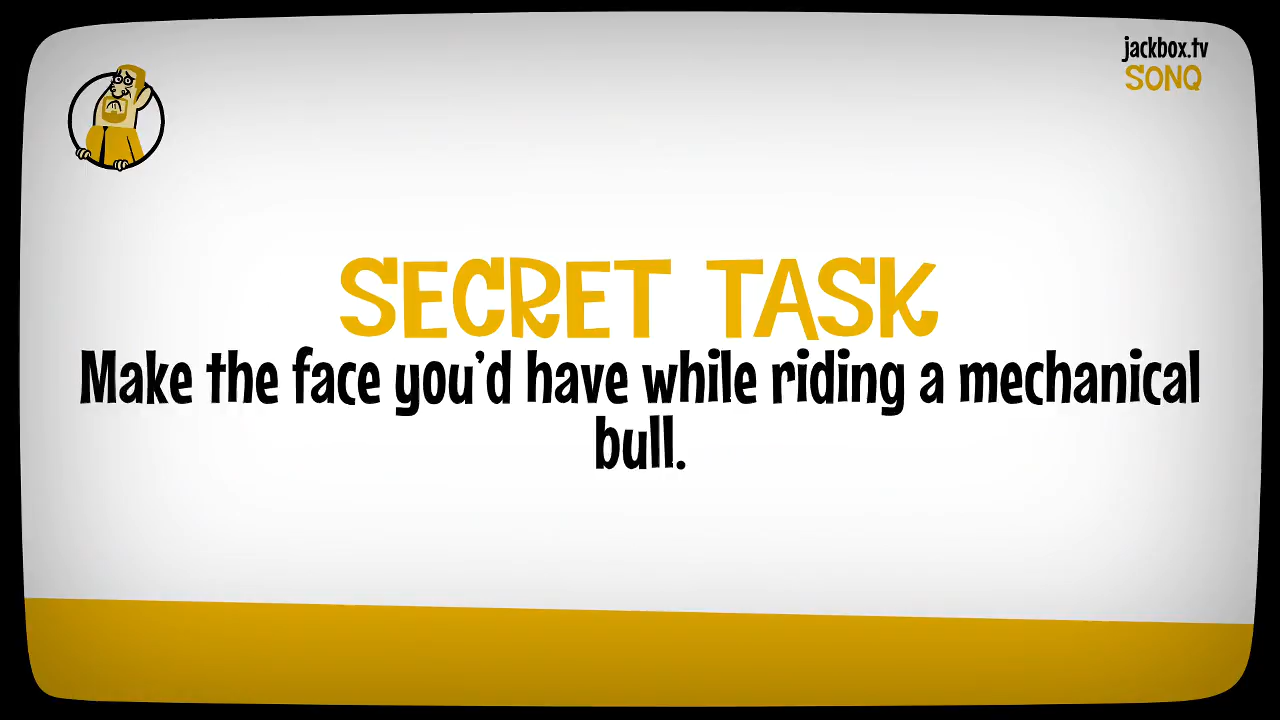 jackbox.tv
SONQ
SECRET TASK
Make the face you'd have while riding a mechanical
bull.